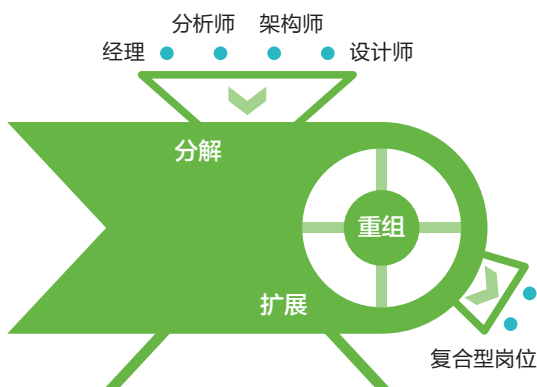 分析师 架构师
经理 设计师
分解
重组
扩展
复合型岗位